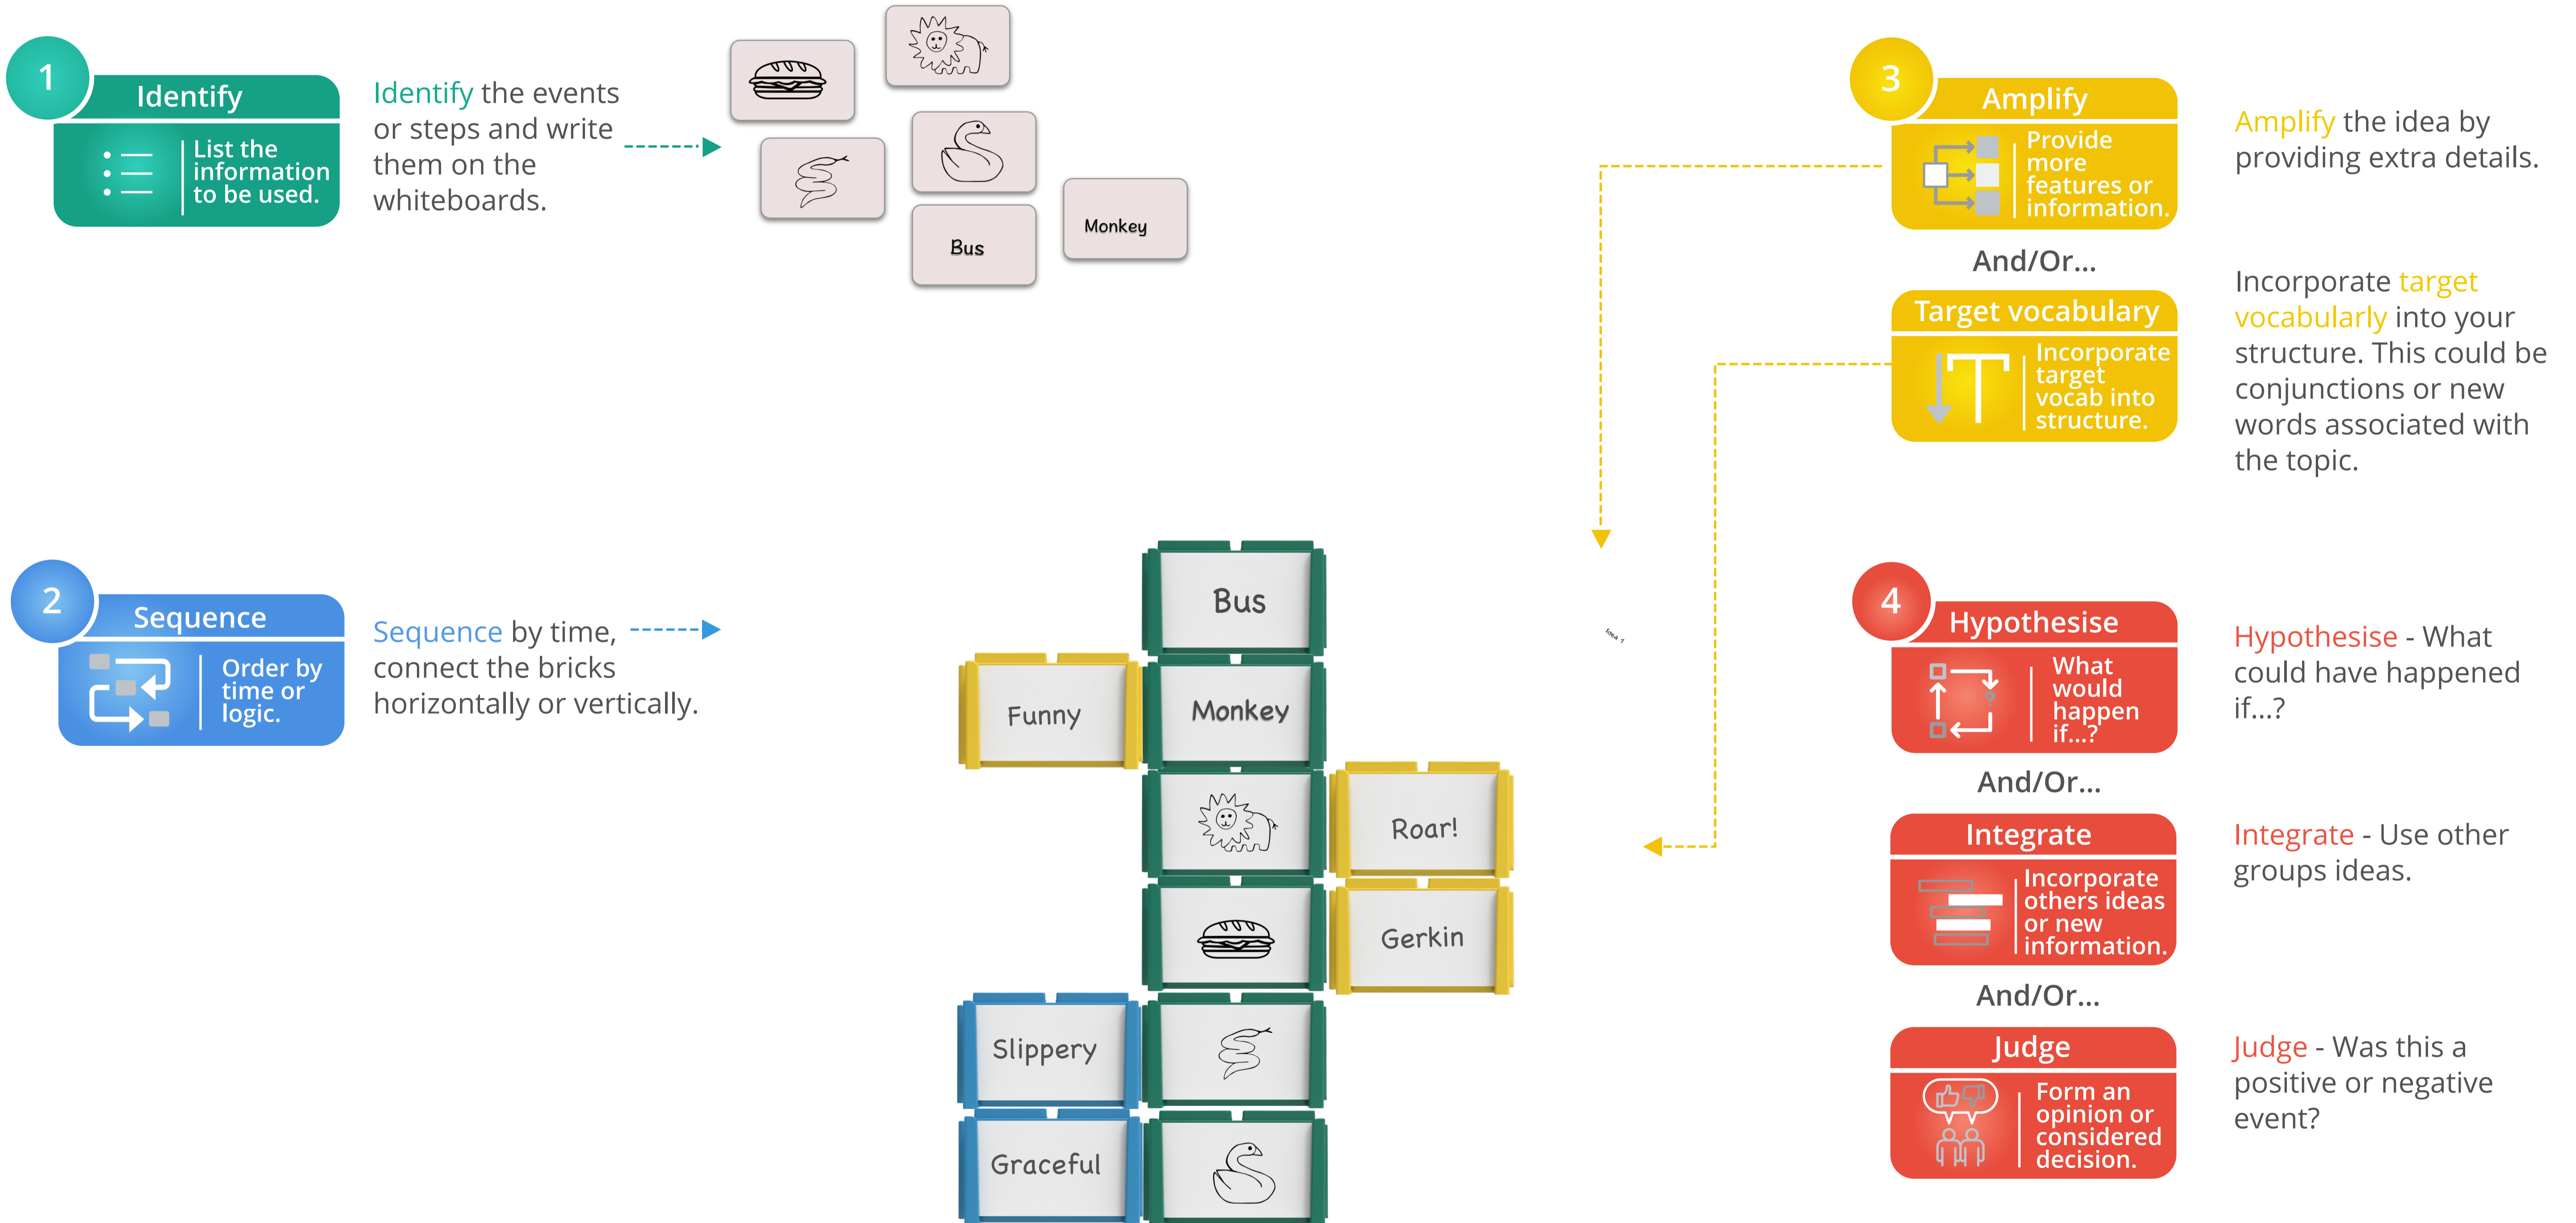 1
Identify
List the
information
to be used.
Identify the events
or steps and write
them on the
whiteboards.
Bus
Monkey
2
Sequence
Order by
time or
logic.
Sequence by time,
connect the bricks
horizontally or vertically.
Bus
Funny
Monkey
Roar!
Gerkin
Slippery
Graceful
Idea 1
3
Amplify
Provide
more
features or
information.
Amplify the idea by
providing extra details.
And/Or...
Target vocabulary
Incorporate
target
vocab into
structure.
Incorporate target
vocabularly into your
structure. This could be
conjunctions or new
words associated with
the topic.
4
Hypothesise
What
would
happen
if...?
Hypothesise - What
could have happened
if...?
And/Or...
Integrate
Incorporate
others ideas
or new
information.
Integrate - Use other
groups ideas.
And/Or...
Judge
Form an
opinion or
considered
decision.
Judge - Was this a
positive or negative
event?